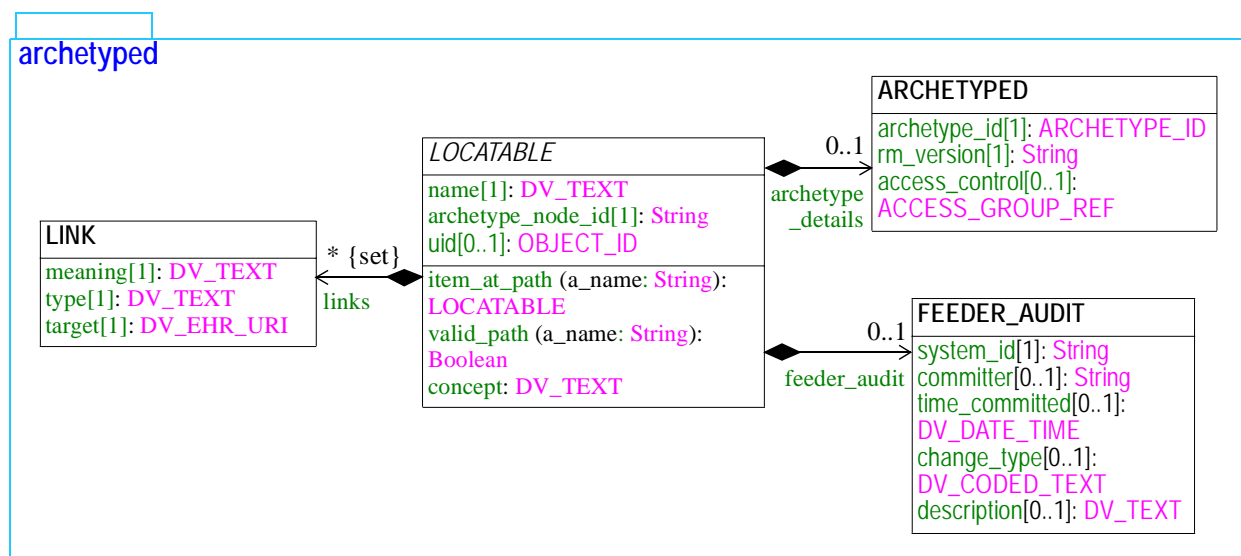 archetyped
LINK
meaning[1]: DV_TEXT
type[1]: DV_TEXT
target[1]: DV_EHR_URI
* {set}
links
LOCATABLE
name[1]: DV_TEXT
archetype_node_id[1]: String
uid[0..1]: OBJECT_ID
item_at_path (a_name: String):
LOCATABLE
valid_path (a_name: String):
Boolean
concept: DV_TEXT
0..1
archetype
_details
ARCHETYPED
archetype_id[1]: ARCHETYPE_ID
rm_version[1]: String
access_control[0..1]:
ACCESS_GROUP_REF
0..1
feeder_audit
FEEDER_AUDIT
system_id[1]: String
committer[0..1]: String
time_committed[0..1]:
DV_DATE_TIME
change_type[0..1]:
DV_CODED_TEXT
description[0..1]: DV_TEXT